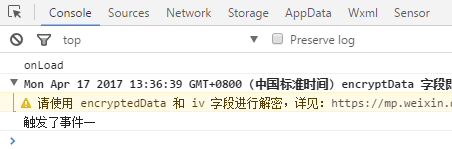 Console Sources Network Storage AppData Wxml Sensor
top Preserve log
onLoad
Mon Apr 17 2017 13:36:39 GMT+0800 (中国标准时间) encryptData 字段
请使用 encryptedData 和 iv 字段进行解密，详见：https://mp.weixin.
触发了事件一